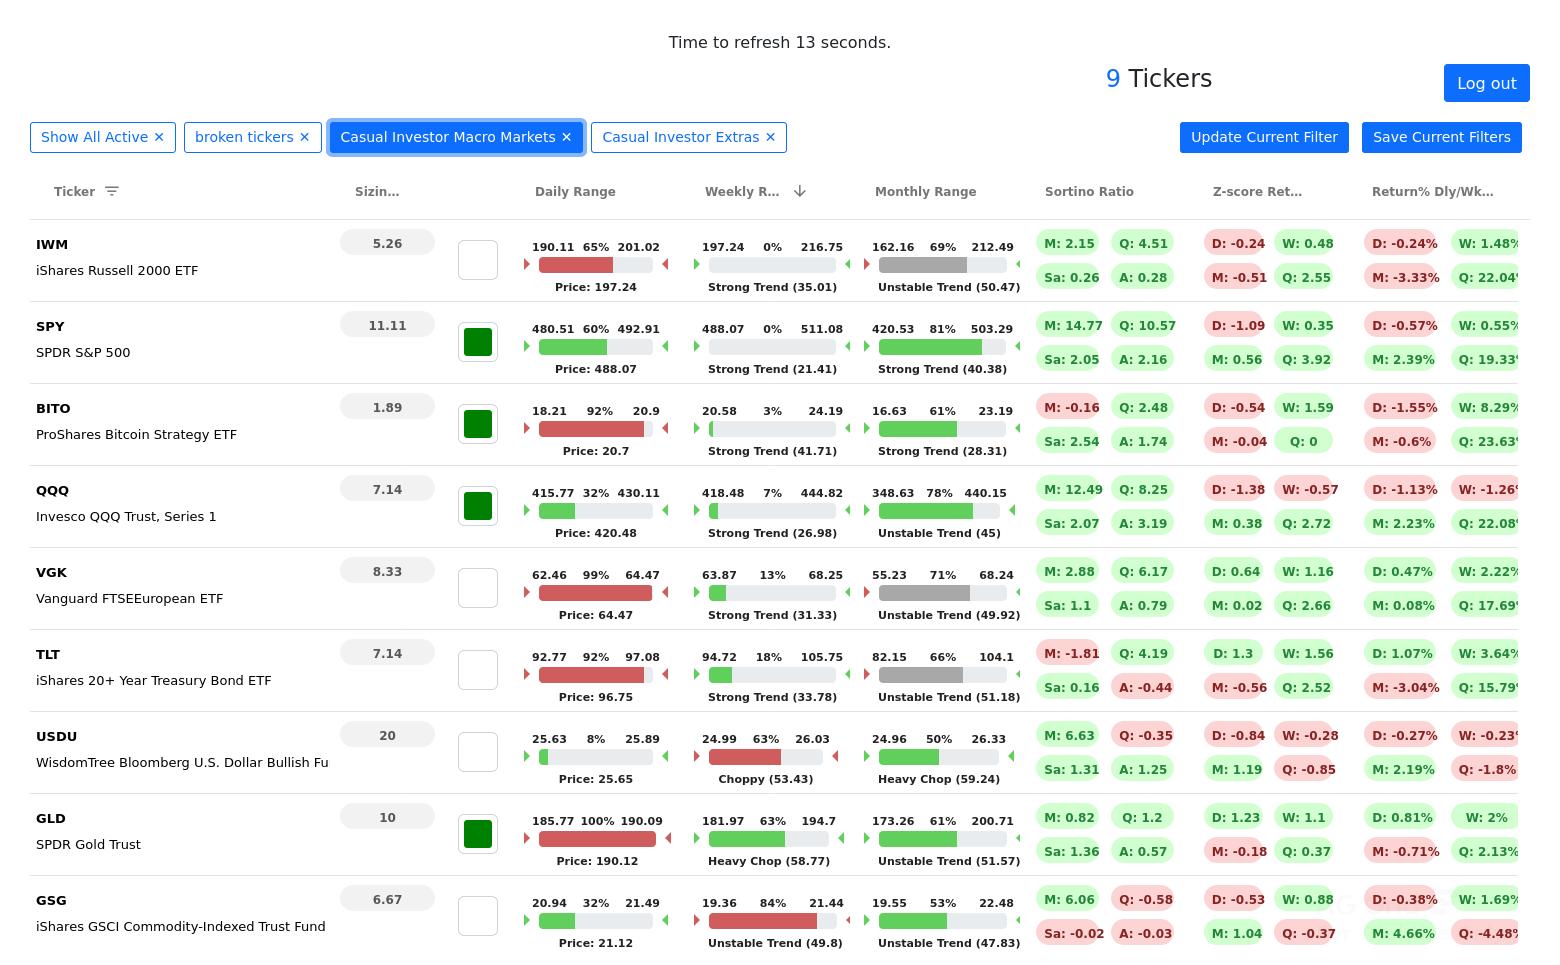 Time to refresh 13 seconds.
9 Tickers
Log out
Show All Active ✕ broken tickers ✕ Casual Investor Macro Markets ✕ Casual Investor Extras ✕ Update Current Filter Save Current Filters
Ticker Sizin... Daily Range Weekly R... Monthly Range Sortino Ratio Z-score Ret... Return% Dly/Wk...
IWM 5.26 190.11 65% 201.02 197.24 0% 216.75 162.16 69% 212.49 M: 2.15 Q: 4.51 D: -0.24 W: 0.48 D: -0.24% W: 1.48%
iShares Russell 2000 ETF Sa: 0.26 A: 0.28 M: -0.51 Q: 2.55 M: -3.33% Q: 22.04%
Price: 197.24 Strong Trend (35.01) Unstable Trend (50.47)
SPY 11.11 480.51 60% 492.91 488.07 0% 511.08 420.53 81% 503.29 M: 14.77 Q: 10.57 D: -1.09 W: 0.35 D: -0.57% W: 0.55%
SPDR S&P 500 Sa: 2.05 A: 2.16 M: 0.56 Q: 3.92 M: 2.39% Q: 19.33%
Price: 488.07 Strong Trend (21.41) Strong Trend (40.38)
BITO 1.89 18.21 92% 20.9 20.58 3% 24.19 16.63 61% 23.19 M: -0.16 Q: 2.48 D: -0.54 W: 1.59 D: -1.55% W: 8.29%
ProShares Bitcoin Strategy ETF Sa: 2.54 A: 1.74 M: -0.04 Q: 0 M: -0.6% Q: 23.63%
Price: 20.7 Strong Trend (41.71) Strong Trend (28.31)
QQQ 7.14 415.77 32% 430.11 418.48 7% 444.82 348.63 78% 440.15 M: 12.49 Q: 8.25 D: -1.38 W: -0.57 D: -1.13% W: -1.26%
Invesco QQQ Trust, Series 1 Sa: 2.07 A: 3.19 M: 0.38 Q: 2.72 M: 2.23% Q: 22.08%
Price: 420.48 Strong Trend (26.98) Unstable Trend (45)
VGK 8.33 62.46 99% 64.47 63.87 13% 68.25 55.23 71% 68.24 M: 2.88 Q: 6.17 D: 0.64 W: 1.16 D: 0.47% W: 2.22%
Vanguard FTSEEuropean ETF Sa: 1.1 A: 0.79 M: 0.02 Q: 2.66 M: 0.08% Q: 17.69%
Price: 64.47 Strong Trend (31.33) Unstable Trend (49.92)
TLT 7.14 92.77 92% 97.08 94.72 18% 105.75 82.15 66% 104.1 M: -1.81 Q: 4.19 D: 1.3 W: 1.56 D: 1.07% W: 3.64%
iShares 20+ Year Treasury Bond ETF Sa: 0.16 A: -0.44 M: -0.56 Q: 2.52 M: -3.04% Q: 15.79%
Price: 96.75 Strong Trend (33.78) Unstable Trend (51.18)
USDU 20 25.63 8% 25.89 24.99 63% 26.03 24.96 50% 26.33 M: 6.63 Q: -0.35 D: -0.84 W: -0.28 D: -0.27% W: -0.23%
WisdomTree Bloomberg U.S. Dollar Bullish Fu Sa: 1.31 A: 1.25 M: 1.19 Q: -0.85 M: 2.19% Q: -1.8%
Price: 25.65 Choppy (53.43) Heavy Chop (59.24)
GLD 10 185.77 100% 190.09 181.97 63% 194.7 173.26 61% 200.71 M: 0.82 Q: 1.2 D: 1.23 W: 1.1 D: 0.81% W: 2%
SPDR Gold Trust Sa: 1.36 A: 0.57 M: -0.18 Q: 0.37 M: -0.71% Q: 2.13%
Price: 190.12 Heavy Chop (58.77) Unstable Trend (51.57)
GSG 6.67 20.94 32% 21.49 19.36 84% 21.44 19.55 53% 22.48 M: 6.06 Q: -0.58 D: -0.53 W: 0.88 D: -0.38% W: 1.69%
iShares GSCI Commodity-Indexed Trust Fund Sa: -0.02 A: -0.03 M: 1.04 Q: -0.37 M: 4.66% Q: -4.48%
Price: 21.12 Unstable Trend (49.8) Unstable Trend (47.83)